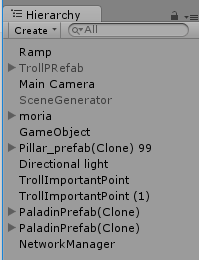 Hierarchy
Create All
Ramp
TrollPRefab
Main Camera
SceneGenerator
moria
GameObject
Pillar_prefab(Clone) 99
Directional light
TrollImportantPoint
TrollImportantPoint (1)
PaladinPrefab(Clone)
PaladinPrefab(Clone)
NetworkManager